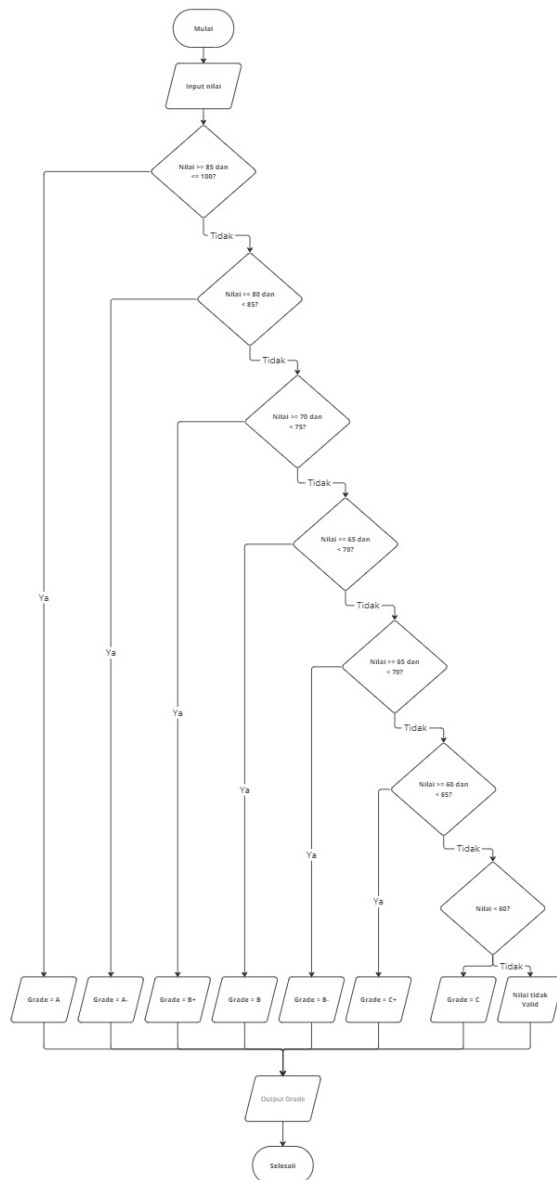 Mulai
Input nilai
Nilai >= 85 dan
<= 100?
Tidak
Nilai >= 80 dan
< 85?
Tidak
Nilai >= 70 dan
< 75?
Tidak
Nilai >= 65 dan
< 70?
Ya
Tidak
Ya
Nilai >= 65 dan
< 70?
Ya
Tidak
Ya
Nilai >= 60 dan
< 65?
Tidak
Ya
Ya
Nilai < 60?
Tidak
Grade = A
Grade = A-
Grade = B+
Grade = B
Grade = B-
Grade = C+
Grade = C
Nilai tidak
Valid
Output Grade
Selesaii